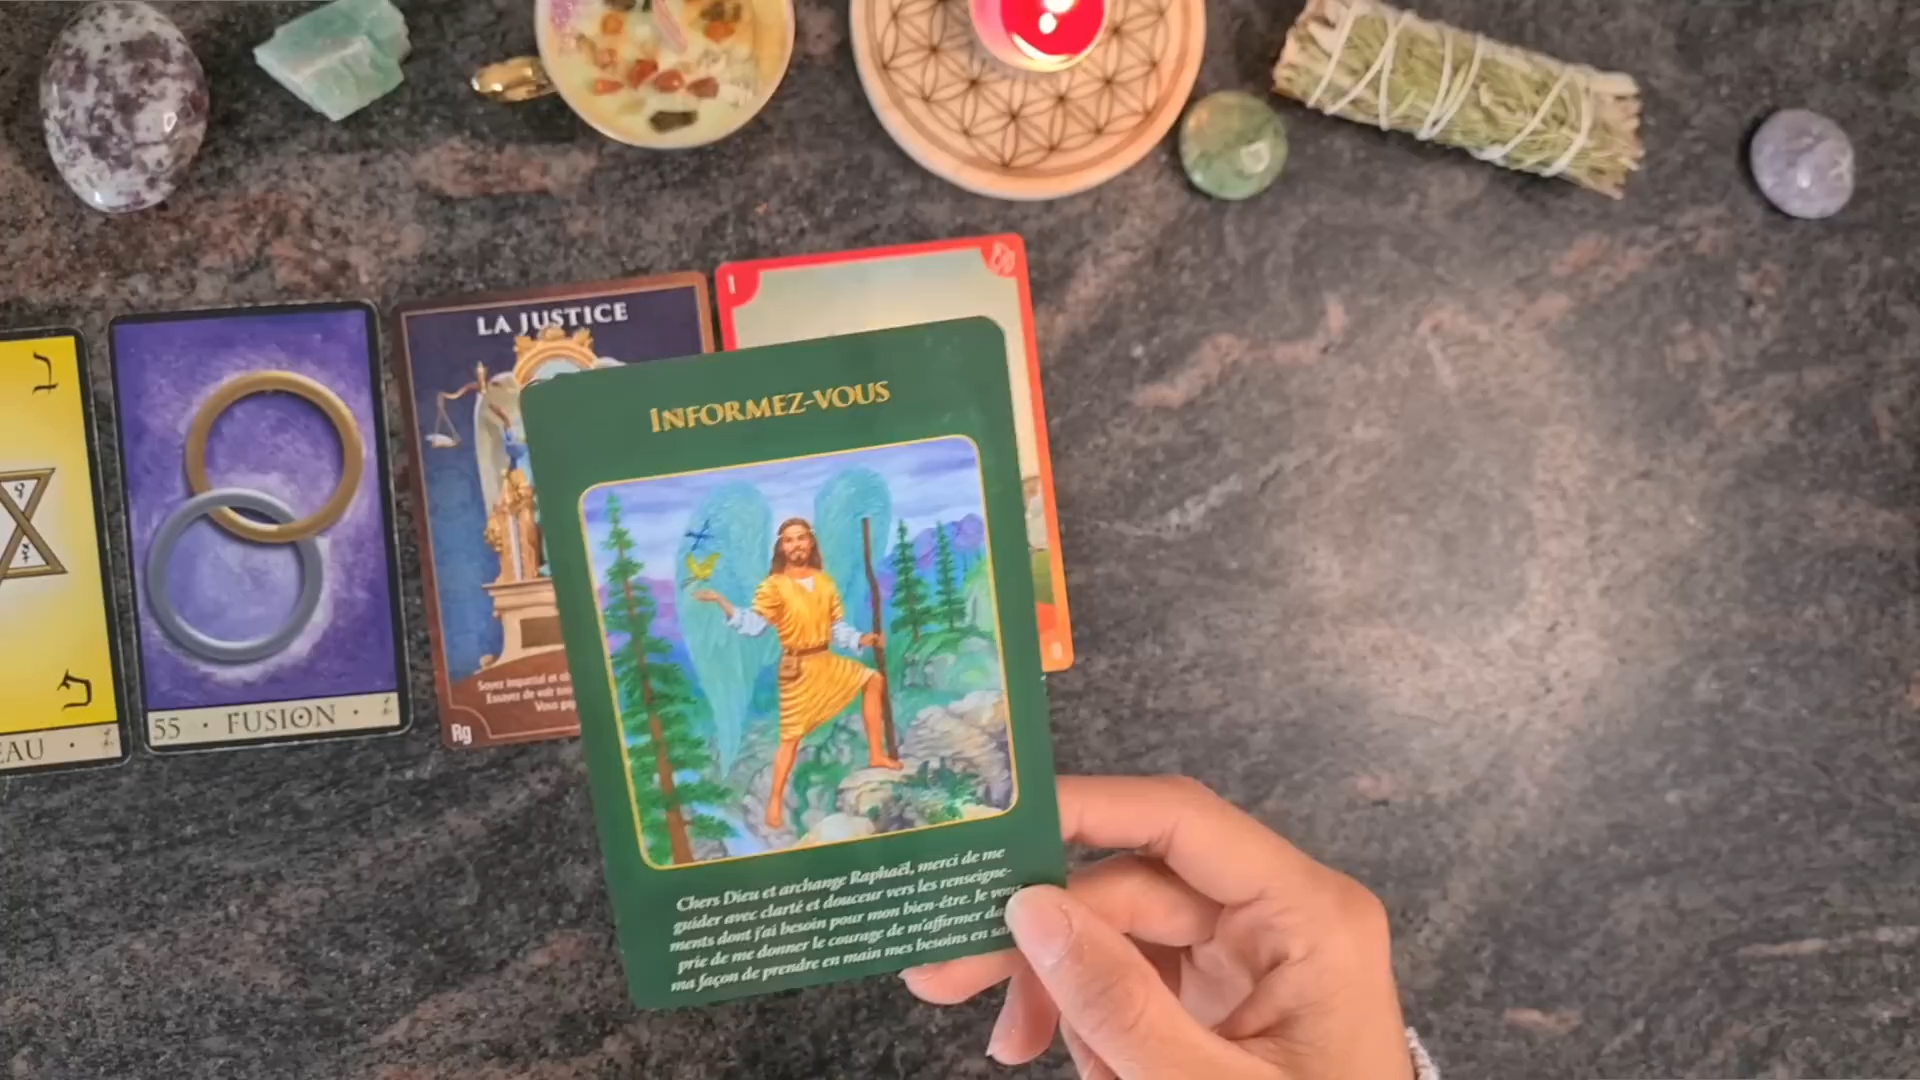 EAU ·
55 · FUSION ·
LA JUSTICE
Soyez impartial et
Essayez de voir
Vous
Rg
I
INFORMEZ-VOUS
Chers Dieu et archange Raphaël, merci de me
guider avec clarté et douceur vers les renseigne-
ments dont j'ai besoin pour mon bien-être. Je vous
prie de me donner le courage de m'affirmer da
ma façon de prendre en main mes besoins en sa